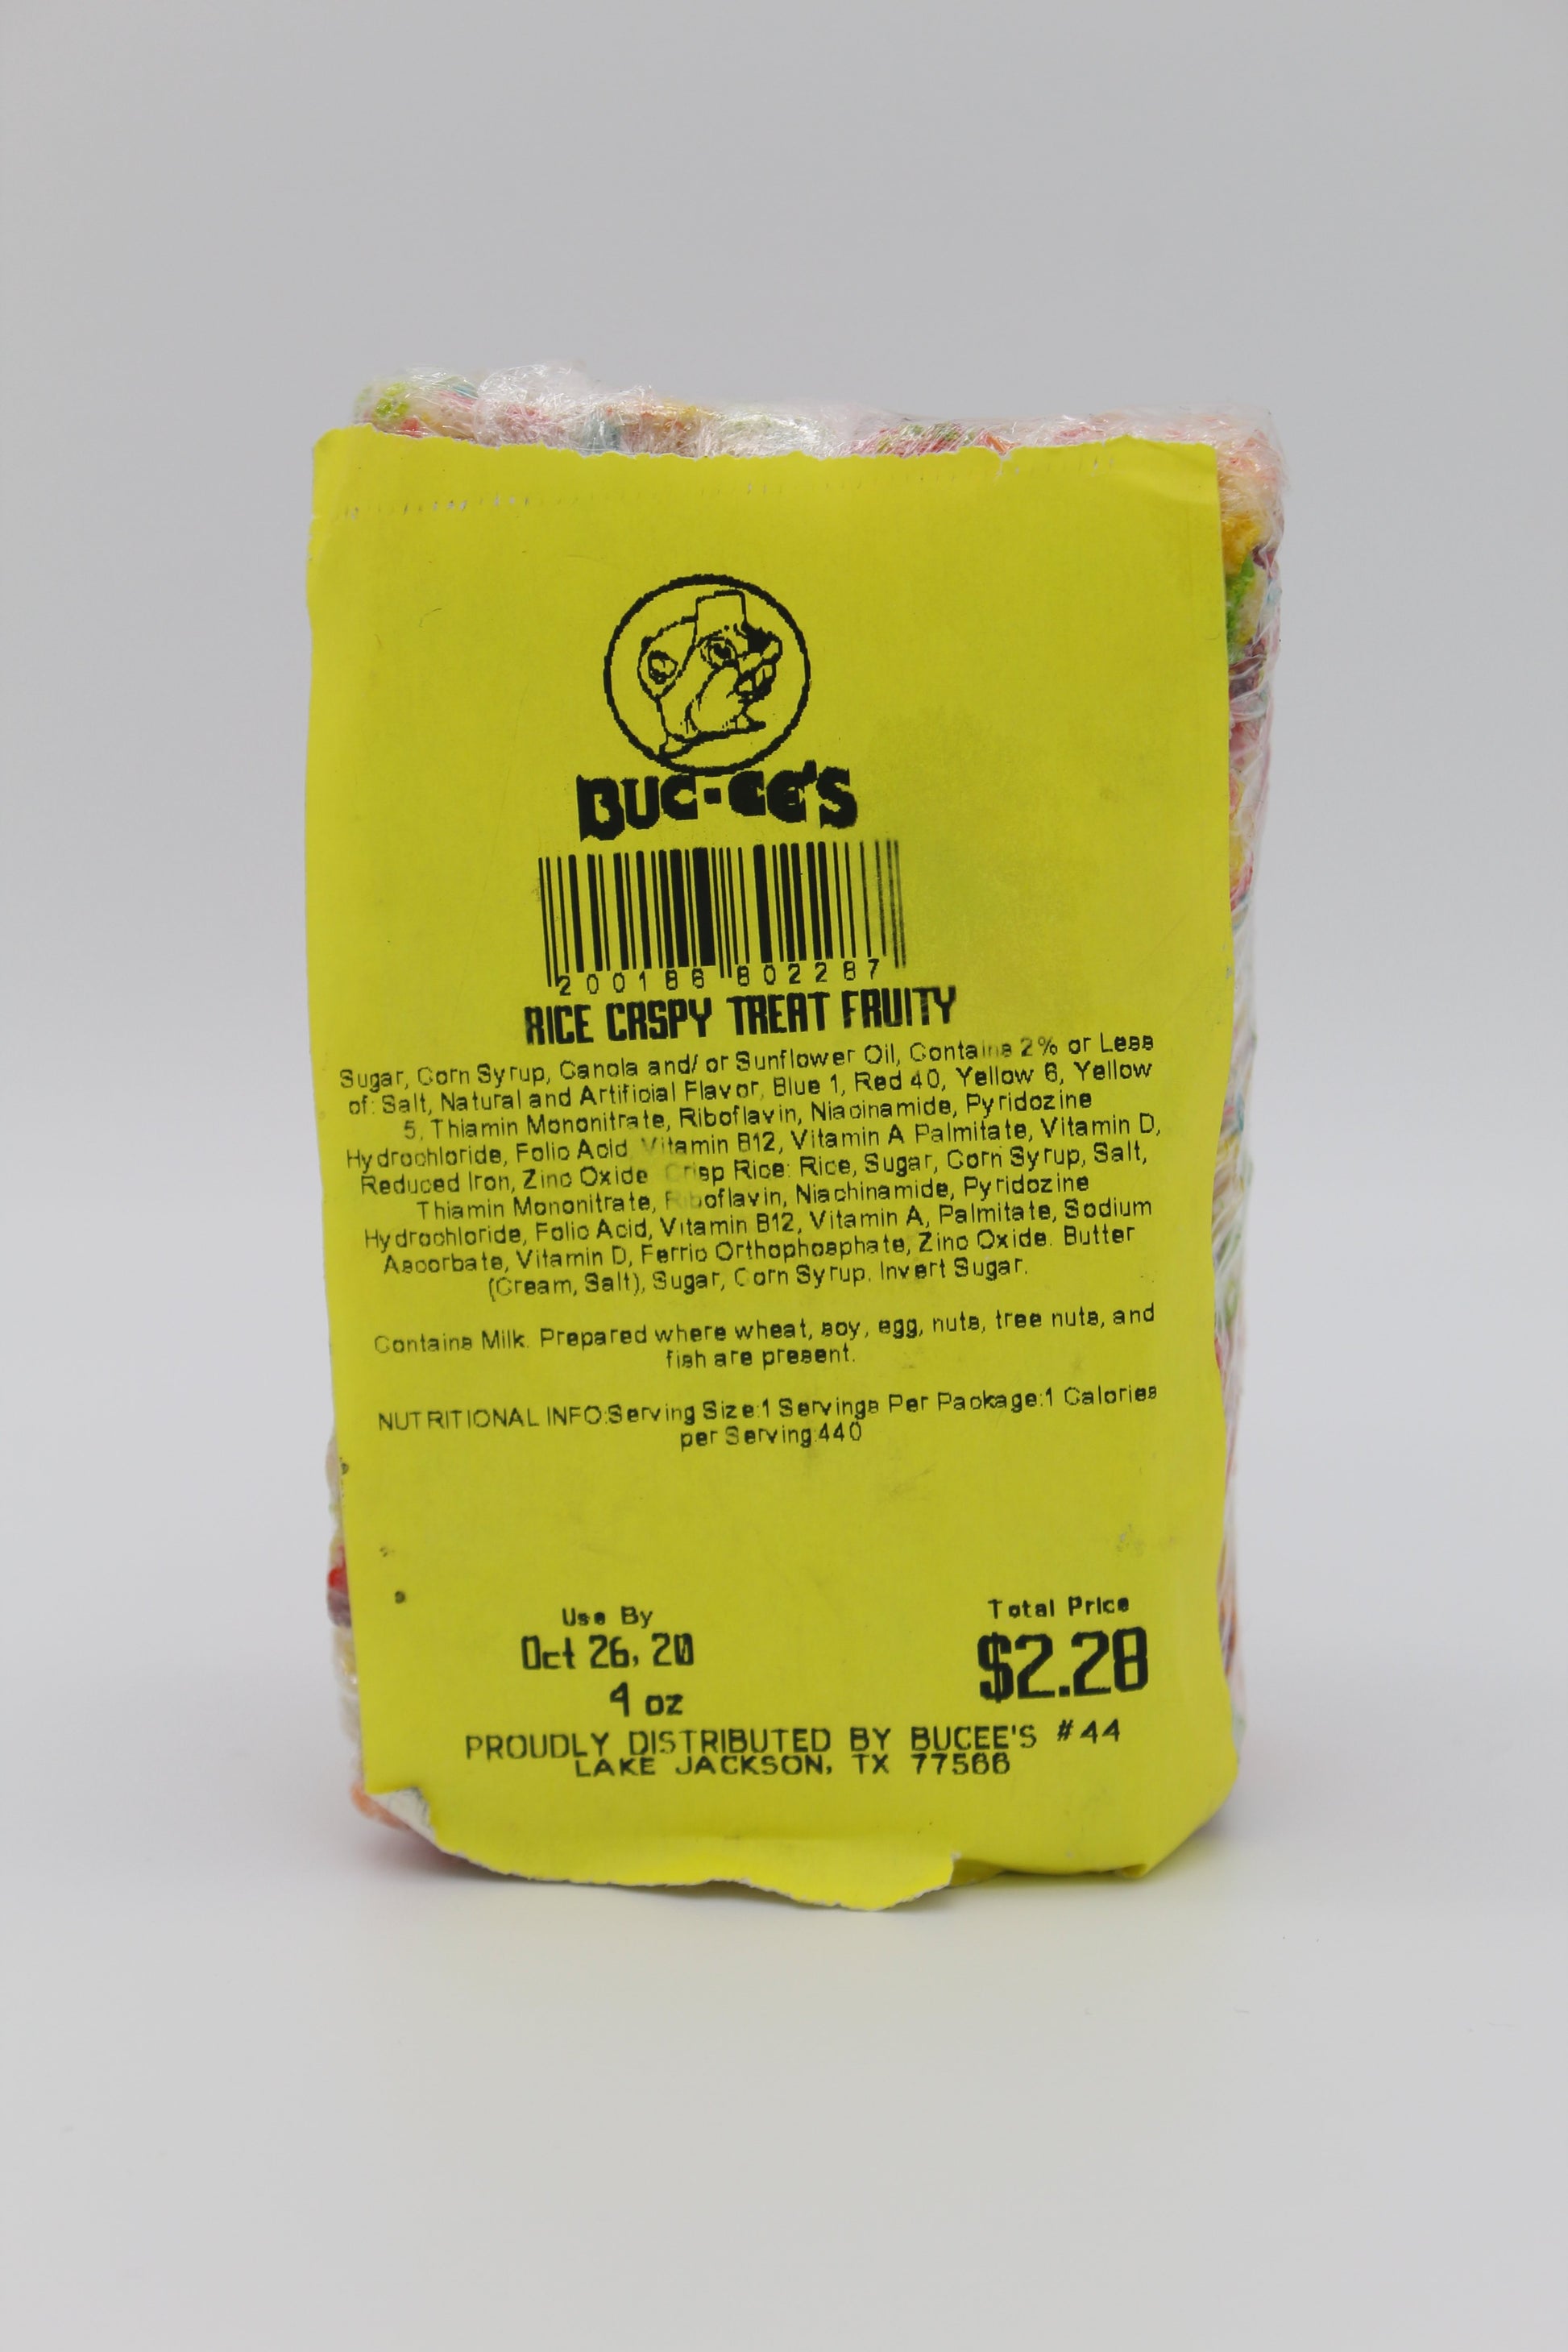 BUC-EE'S
2 00186 80228 7
RICE CRSPY TREAT FRUITY
Sugar, Corn Syrup, Canola and/ or Sunflower Oil, Contains 2% or Less
of: Salt, Natural and Artificial Flavor, Blue 1, Red 40, Yellow 6, Yellow
5, Thiamin Mononitrate, Riboflavin, Niacinamide, Pyridozine
Hydrochloride, Folic Acid, Vitamin B12, Vitamin A Palmitate, Vitamin D,
Reduced Iron, Zinc Oxide Crisp Rice: Rice, Sugar, Corn Syrup, Salt,
Thiamin Mononitrate, Riboflavin, Niachinamide, Pyridozine
Hydrochloride, Folic Acid, Vitamin B12, Vitamin A, Palmitate, Sodium
Ascorbate, Vitamin D, Ferric Orthophosphate, Zinc Oxide. Butter
(Cream, Salt), Sugar, Corn Syrup, Invert Sugar.
Contains Milk. Prepared where wheat, soy, egg, nuts, tree nuts, and
fish are present.
NUTRITIONAL INFO:Serving Size:1 Servings Per Package:1 Calories
per Serving:440
Use By
Oct 26, 20
4 oz
Total Price
$2.28
PROUDLY DISTRIBUTED BY BUCEE'S #44
LAKE JACKSON, TX 77566